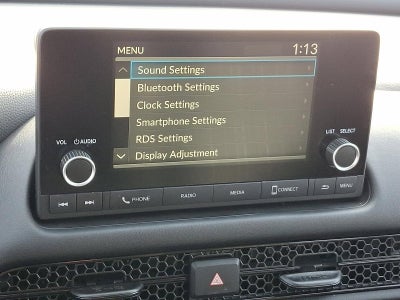 MENU 1:13
Sound Settings
Bluetooth Settings
Clock Settings
Smartphone Settings
RDS Settings
Display Adjustment
VOL AUDIO
LIST SELECT
PHONE RADIO MEDIA CONNECT MENU